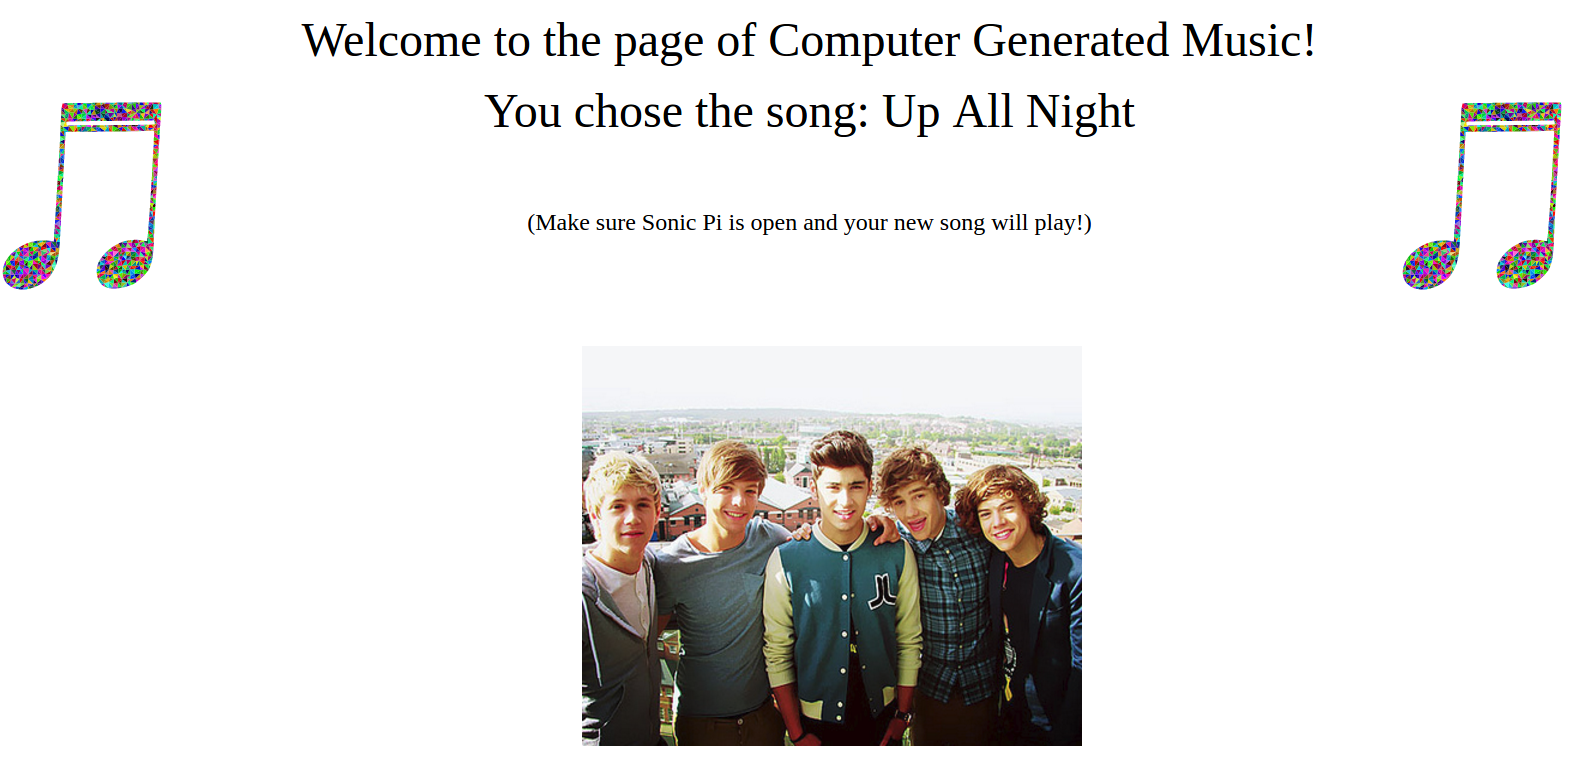 Welcome to the page of Computer Generated Music!
You chose the song: Up All Night
(Make sure Sonic Pi is open and your new song will play!)